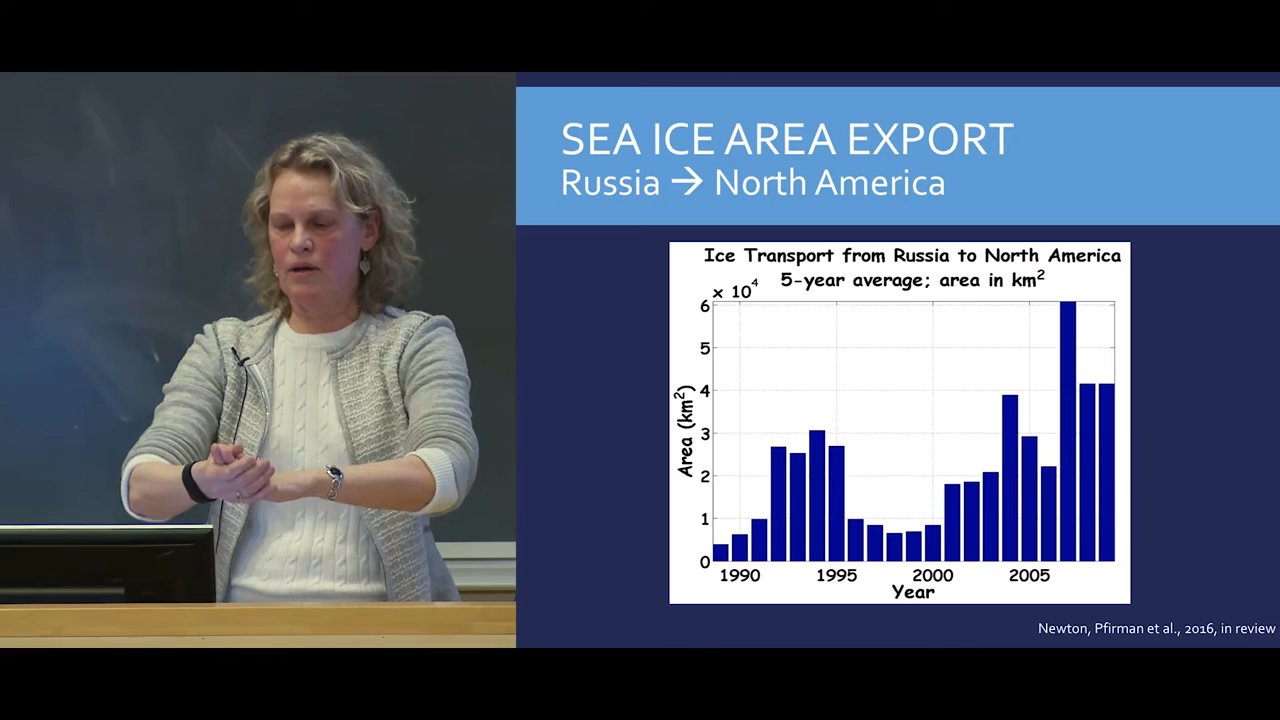 SEA ICE AREA EXPORT
Russia → North America
Ice Transport from Russia to North America
5-year average; area in km²
x 10⁴
6
5
4
3
2
1
0
Area (km²)
1990 1995 2000 2005
Year
Newton, Pfirman et al., 2016, in review